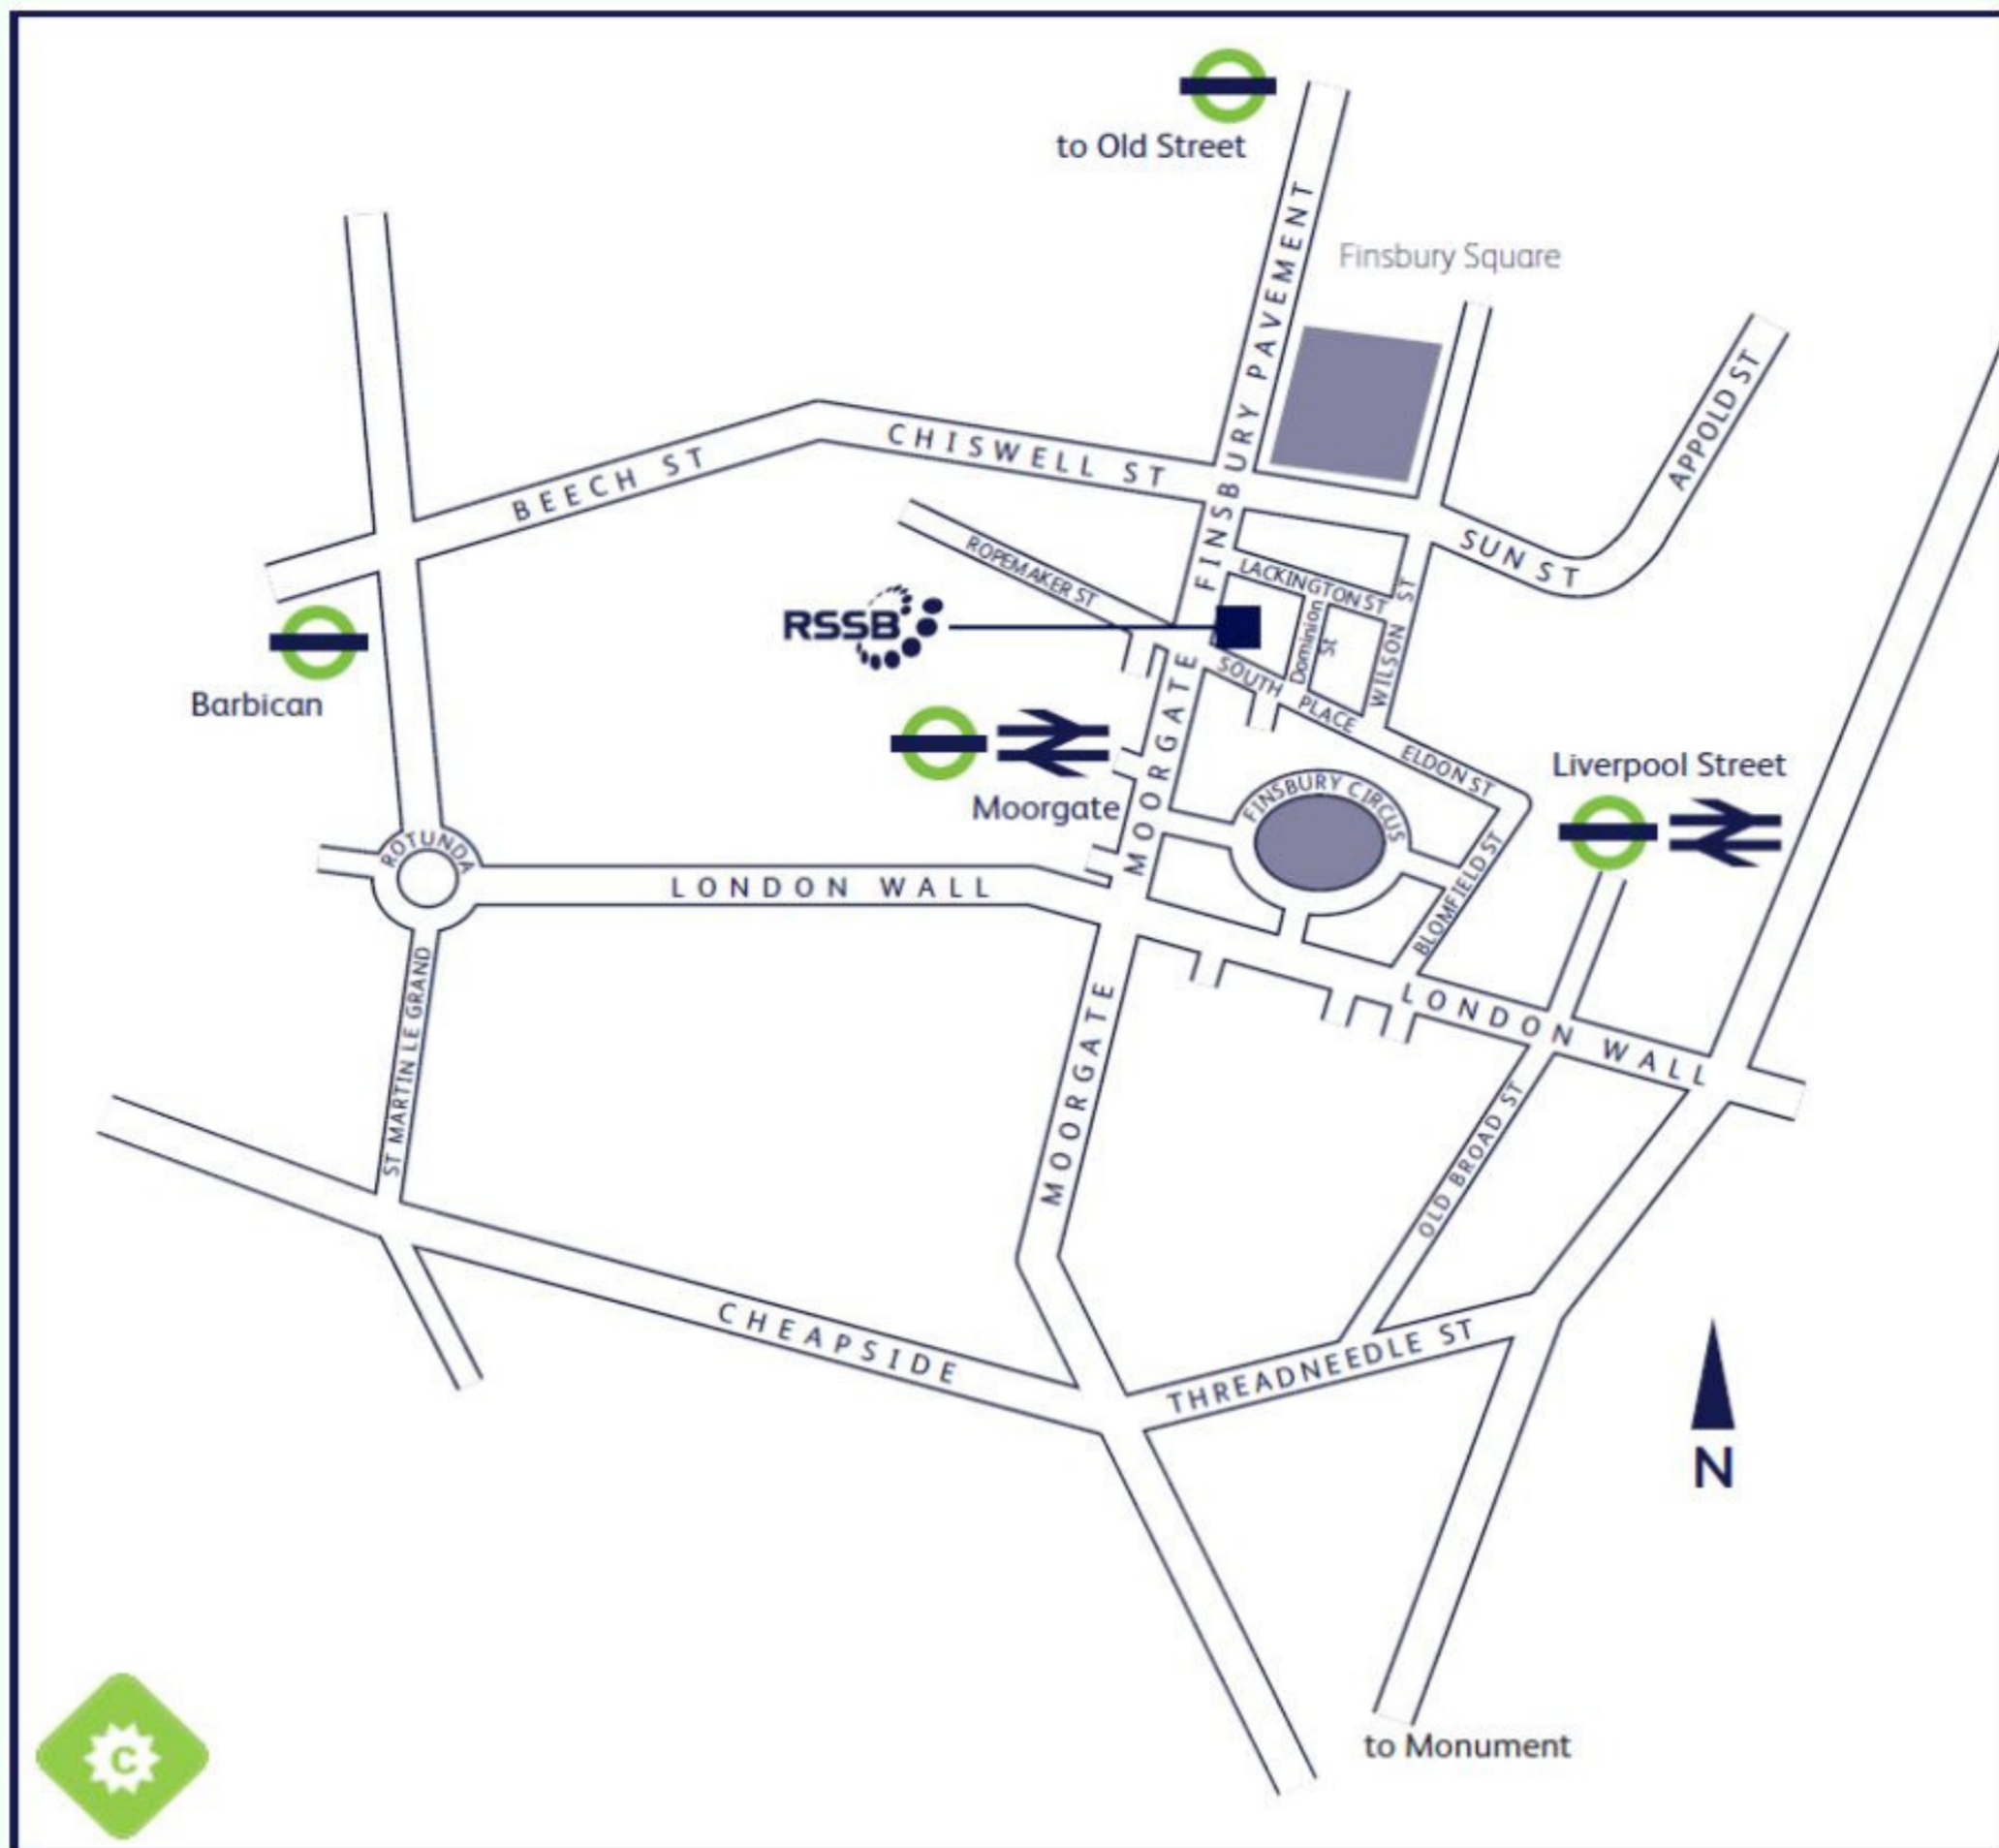 to Old Street
FINSBURY PAVEMENT
Finsbury Square
APPOLD ST
BEECH ST
CHISWELL ST
SUN ST
ROPEMAKER ST
LACKINGTON ST
RSSB
Dominion
St
WILSON ST
SOUTH PLACE
Barbican
MOORGATE
ELDON ST
Liverpool Street
Moorgate
FINSBURY CIRCUS
ROTUNDA
BLOMFIELD ST
LONDON WALL
ST MARTIN LE GRAND
MOORGATE
LONDON WALL
OLD BROAD ST
CHEAPSIDE
THREADNEEDLE ST
N
C
to Monument